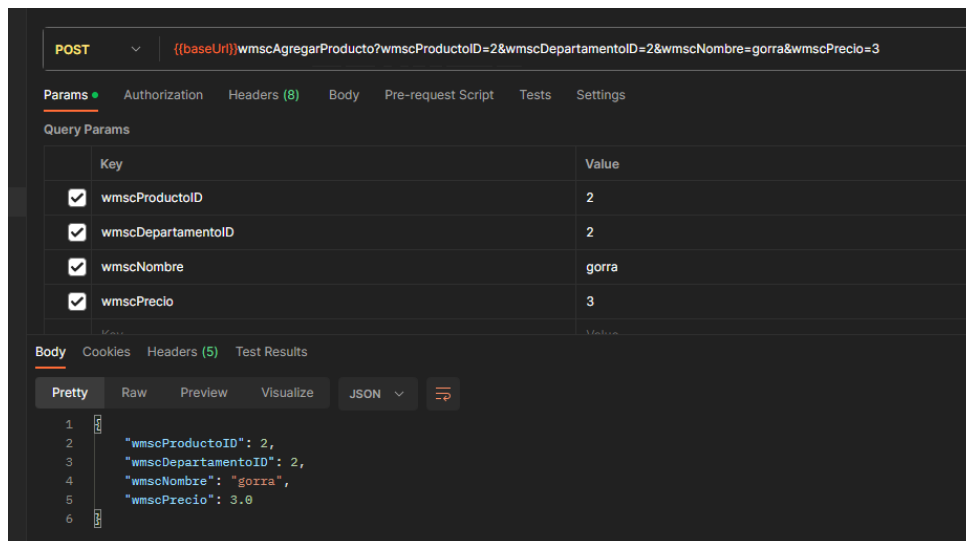 POST {{baseUrl}}wmscAgregarProducto?wmscProductoID=2&wmscDepartamentoID=2&wmscNombre=gorra&wmscPrecio=3
Params Authorization Headers (8) Body Pre-request Script Tests Settings
Query Params
Key Value
wmscProductoID 2
wmscDepartamentoID 2
wmscNombre gorra
wmscPrecio 3
Key Value
Body Cookies Headers (5) Test Results
Pretty Raw Preview Visualize JSON
1 {
2 "wmscProductoID": 2,
3 "wmscDepartamentoID": 2,
4 "wmscNombre": "gorra",
5 "wmscPrecio": 3.0
6 }